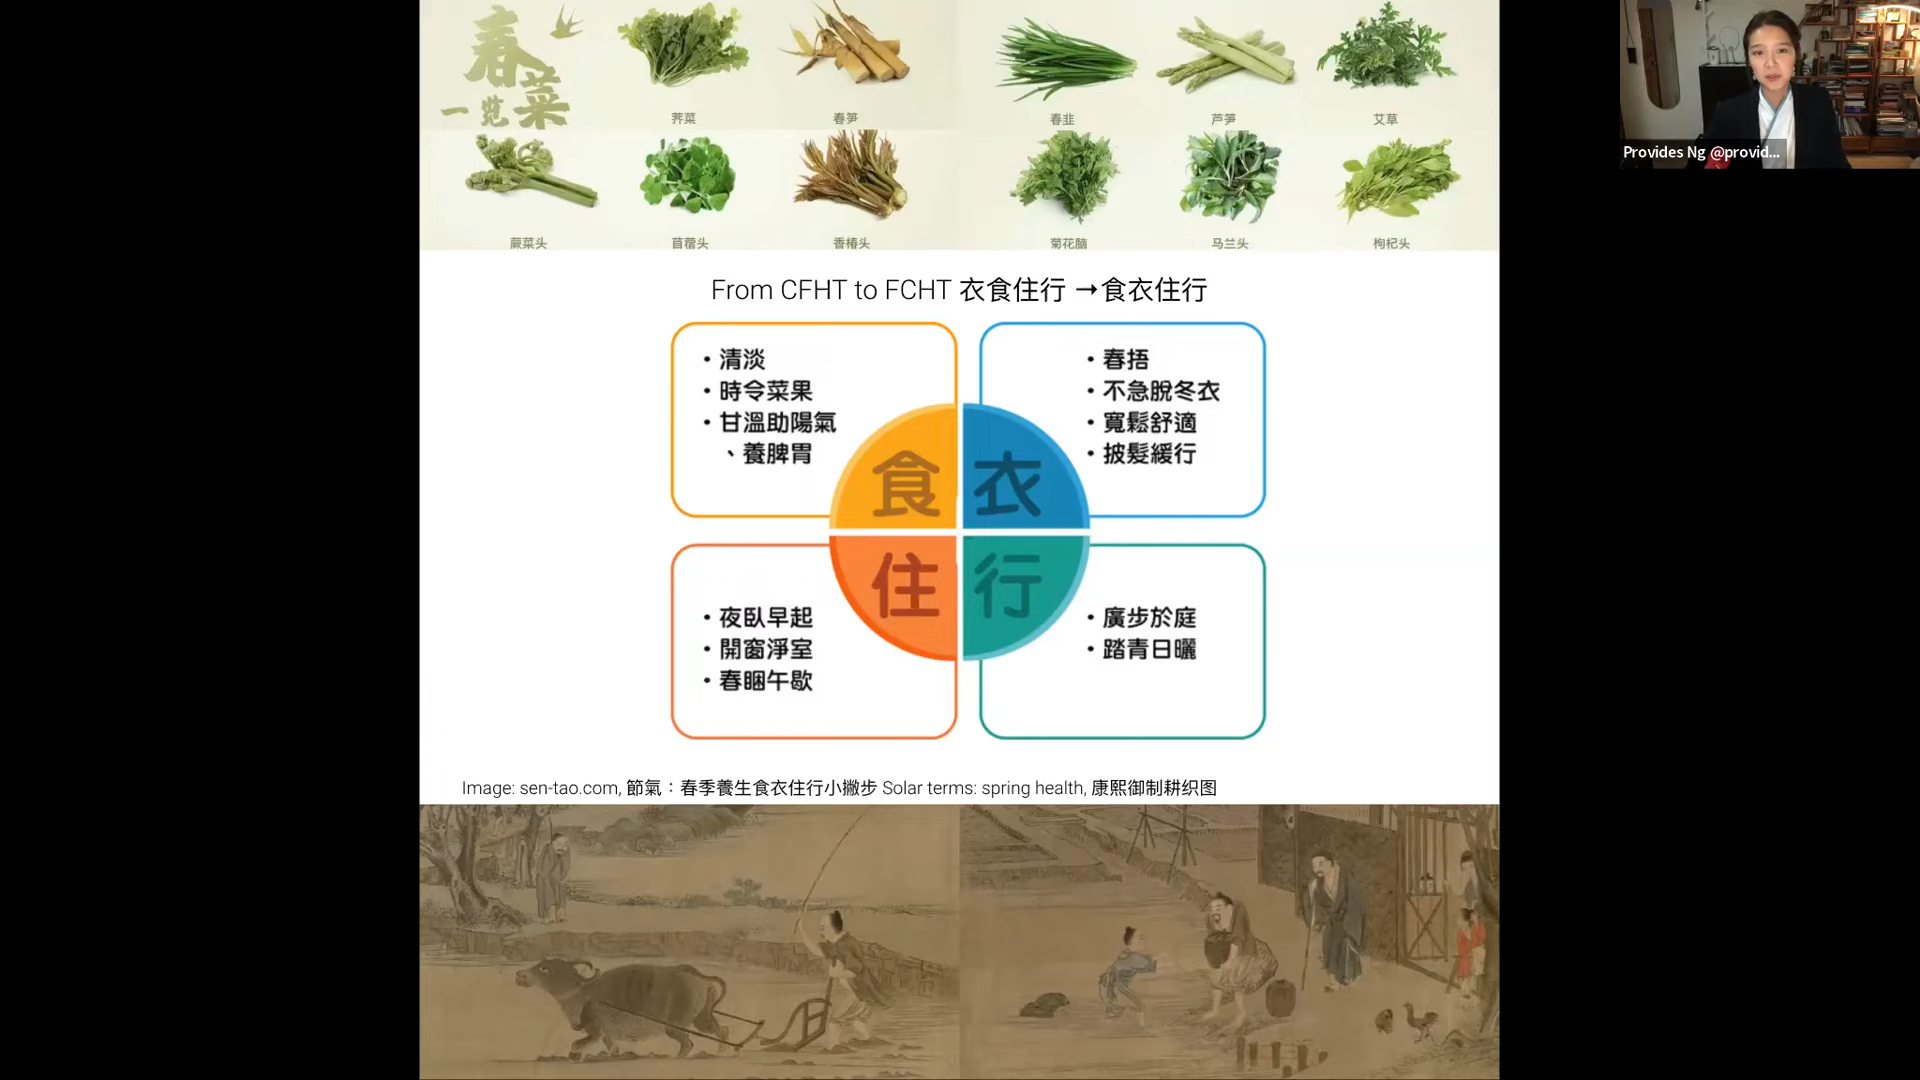 春菜
一览
荠菜
春笋
春韭
芦笋
艾草
蕨菜头
苜蓿头
香椿头
菊花脑
马兰头
枸杞头
Provides Ng @provid...
From CFHT to FCHT 衣食住行 →食衣住行
• 清淡
• 時令菜果
• 甘溫助陽氣
、養脾胃
• 春捂
• 不急脫冬衣
• 寬鬆舒適
• 披髮緩行
食
衣
住
行
• 夜臥早起
• 開窗淨室
• 春睏午歇
• 廣步於庭
• 踏青日曬
Image: sen-tao.com, 節氣：春季養生食衣住行小撇步 Solar terms: spring health, 康熙御制耕织图